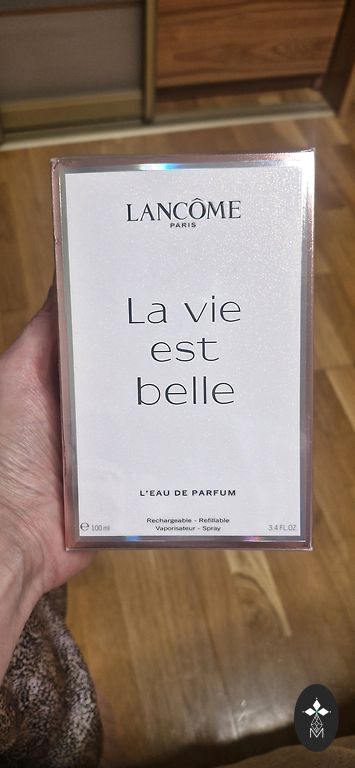 LANCÔME
PARIS
La vie
est
belle
L'EAU DE PARFUM
Rechargeable - Refillable
Vaporisateur - Spray
℮ 100 ml
3.4 FL.OZ
M